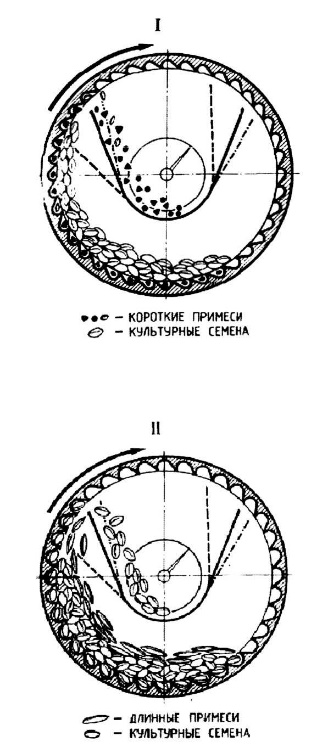 I
– КОРОТКИЕ ПРИМЕСИ
– КУЛЬТУРНЫЕ СЕМЕНА
II
– ДЛИННЫЕ ПРИМЕСИ
– КУЛЬТУРНЫЕ СЕМЕНА